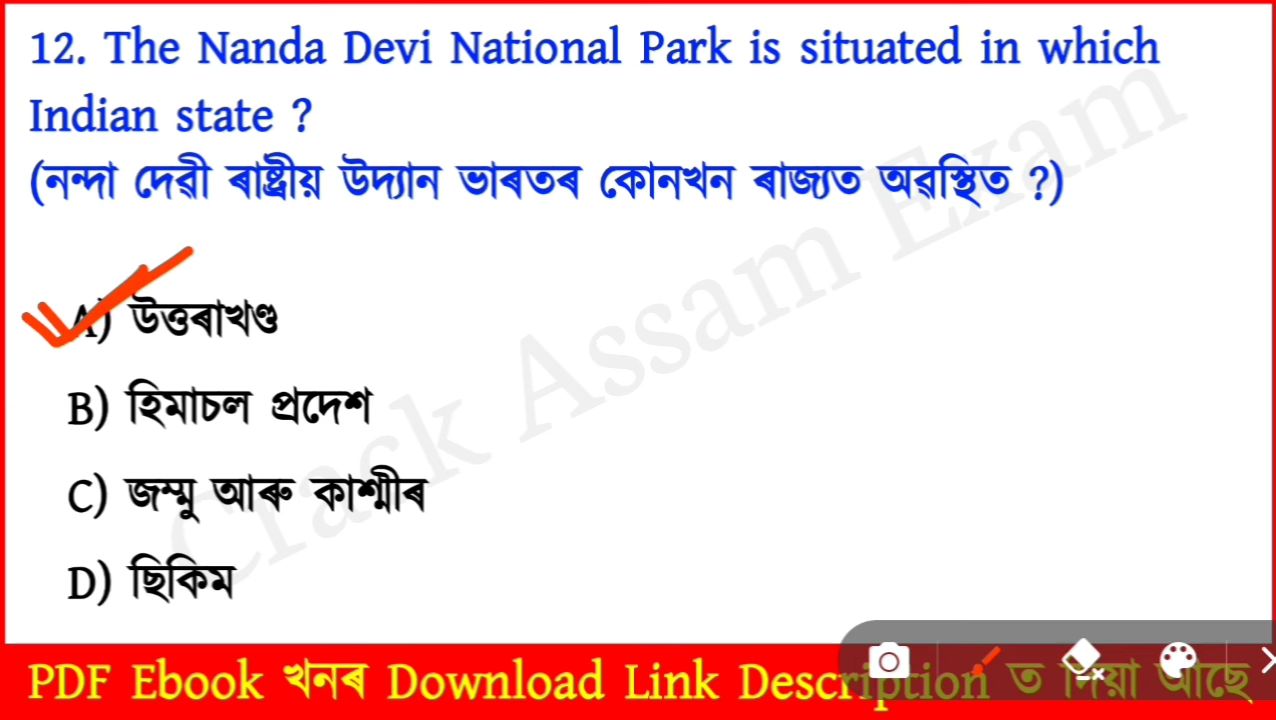 12. The Nanda Devi National Park is situated in which
Indian state ?
(নন্দা দেৱী ৰাষ্ট্ৰীয় উদ্যান ভাৰতৰ কোনখন ৰাজ্যত অৱস্থিত ?)
A) উত্তৰাখণ্ড
B) হিমাচল প্ৰদেশ
C) জম্মু আৰু কাশ্মীৰ
D) ছিকিম
Crack Assam Exam
PDF Ebook খনৰ Download Link Description ত দিয়া আছে